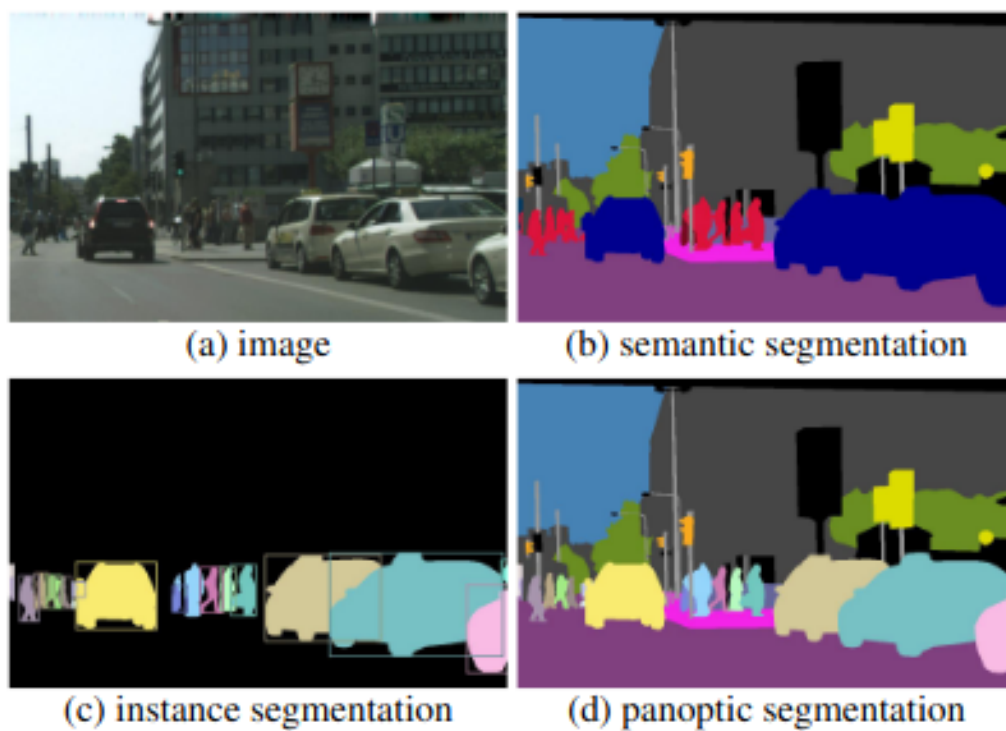 (a) image
(b) semantic segmentation
(c) instance segmentation
(d) panoptic segmentation